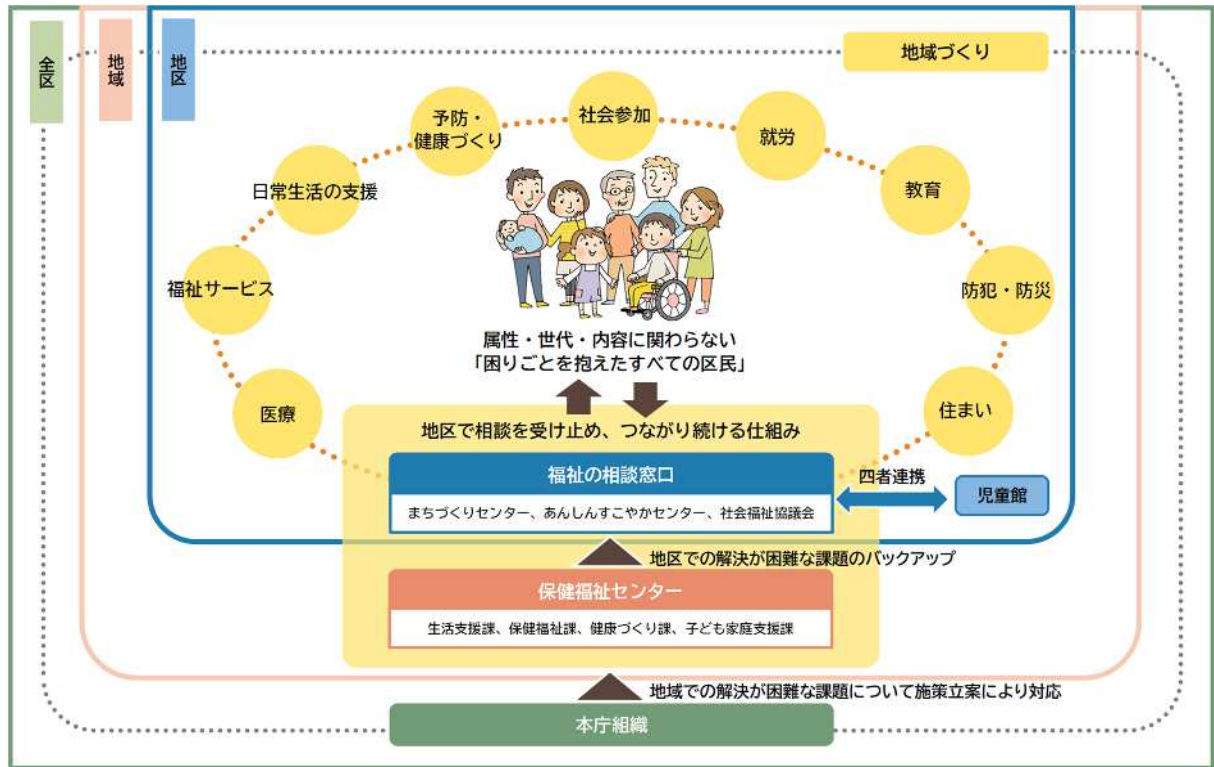 全区
地域
地区
地域づくり
社会参加
予防・
健康づくり
就労
日常生活の支援
教育
福祉サービス
防犯・防災
医療
住まい
属性・世代・内容に関わらない
「困りごとを抱えたすべての区民」
地区で相談を受け止め、つながり続ける仕組み
福祉の相談窓口
まちづくりセンター、あんしんすこやかセンター、社会福祉協議会
四者連携
児童館
地区での解決が困難な課題のバックアップ
保健福祉センター
生活支援課、保健福祉課、健康づくり課、子ども家庭支援課
地域での解決が困難な課題について施策立案により対応
本庁組織